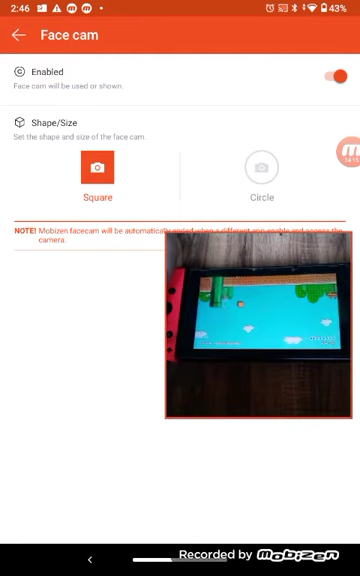 2:46
43%
Face cam
Enabled
Face cam will be used or shown.
Shape/Size
Set the shape and size of the face cam.
Square
Circle
NOTE! Mobizen facecam will be automatically ended when a different app enable and access the
camera.
Recorded by mobizen